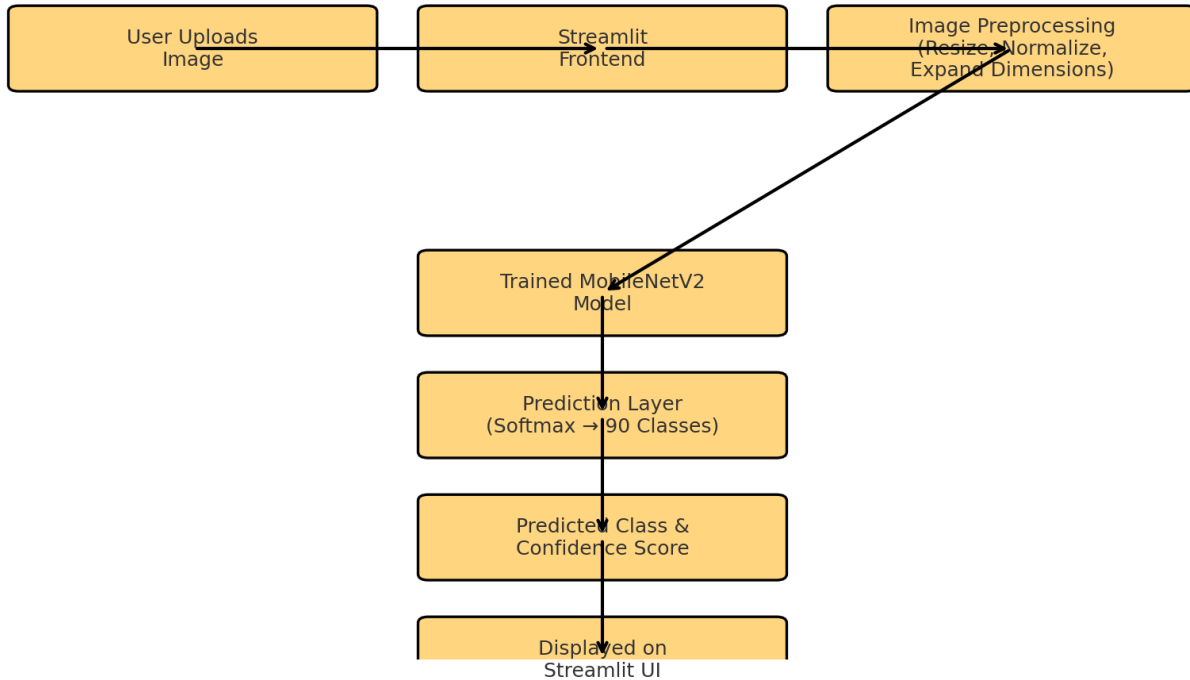 User Uploads
Image
Streamlit
Frontend
Image Preprocessing
(Resize, Normalize,
Expand Dimensions)
Trained MobileNetV2
Model
Prediction Layer
(Softmax → 90 Classes)
Predicted Class &
Confidence Score
Displayed on
Streamlit UI